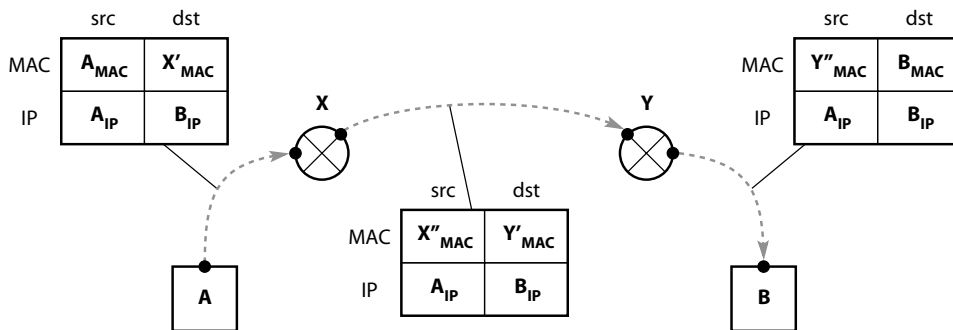 src dst
MAC A_MAC X'_MAC
IP A_IP B_IP
X
Y
src dst
MAC Y"_MAC B_MAC
IP A_IP B_IP
src dst
MAC X"_MAC Y'_MAC
IP A_IP B_IP
A
B